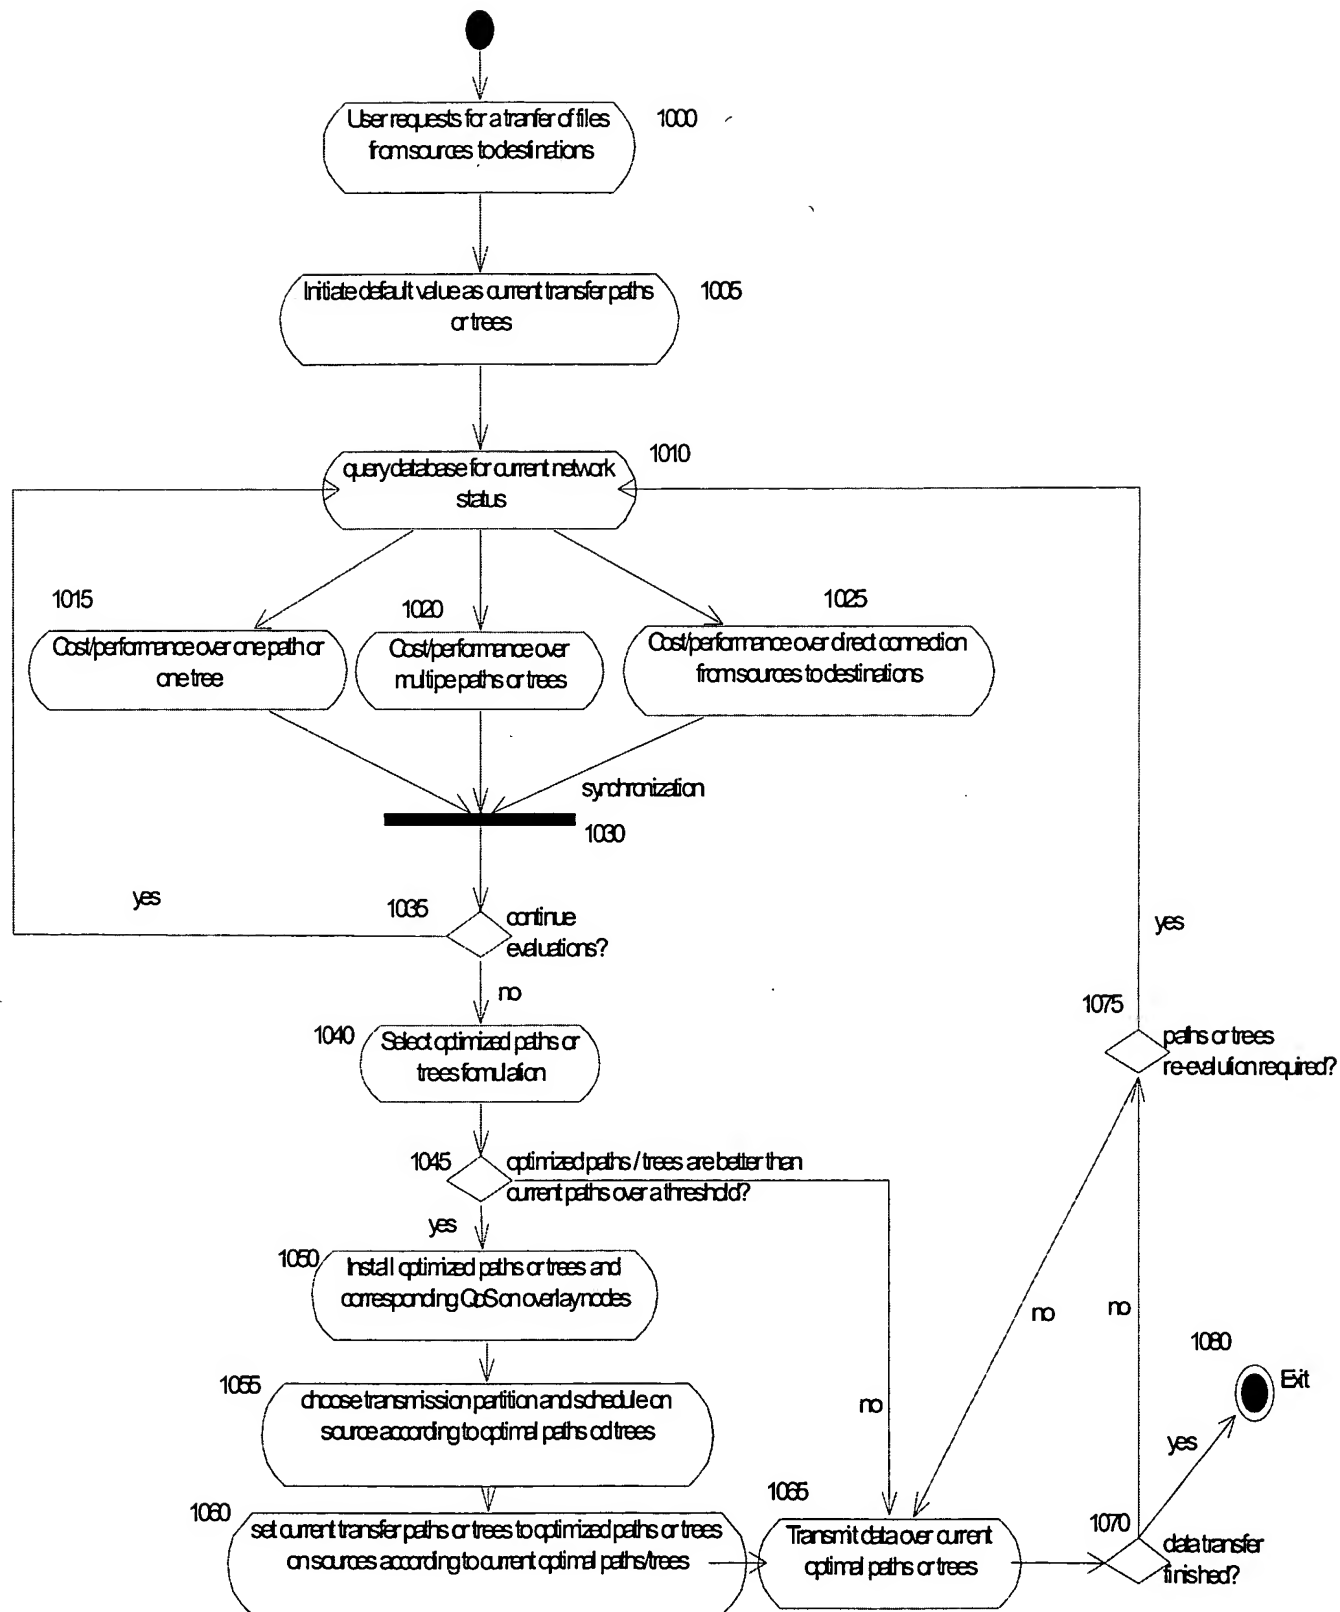 User requests for a tranfer of files
from sources to destinations
1000
Initiate default value as current transfer paths
or trees
1005
query database for current network
status
1010
1015
Cost/performance over one path or
one tree
1020
Cost/performance over
multipe paths or trees
1025
Cost/performance over direct connection
from sources to destinations
synchronization
1030
yes
1035
continue
evaluations?
no
1040
Select optimized paths or
trees fomulation
yes
1075
paths or trees
re-evalution required?
1045
optimized paths / trees are better than
current paths over a threshold?
yes
1050
Install optimized paths or trees and
corresponding QoS on overlay nodes
no
no
1080
Exit
1055
choose transmission partition and schedule on
source according to optimal paths od trees
no
yes
1060
set current transfer paths or trees to optimized paths or trees
on sources according to current optimal paths/trees
1065
Transmit data over current
optimal paths or trees
1070
data transfer
finished?